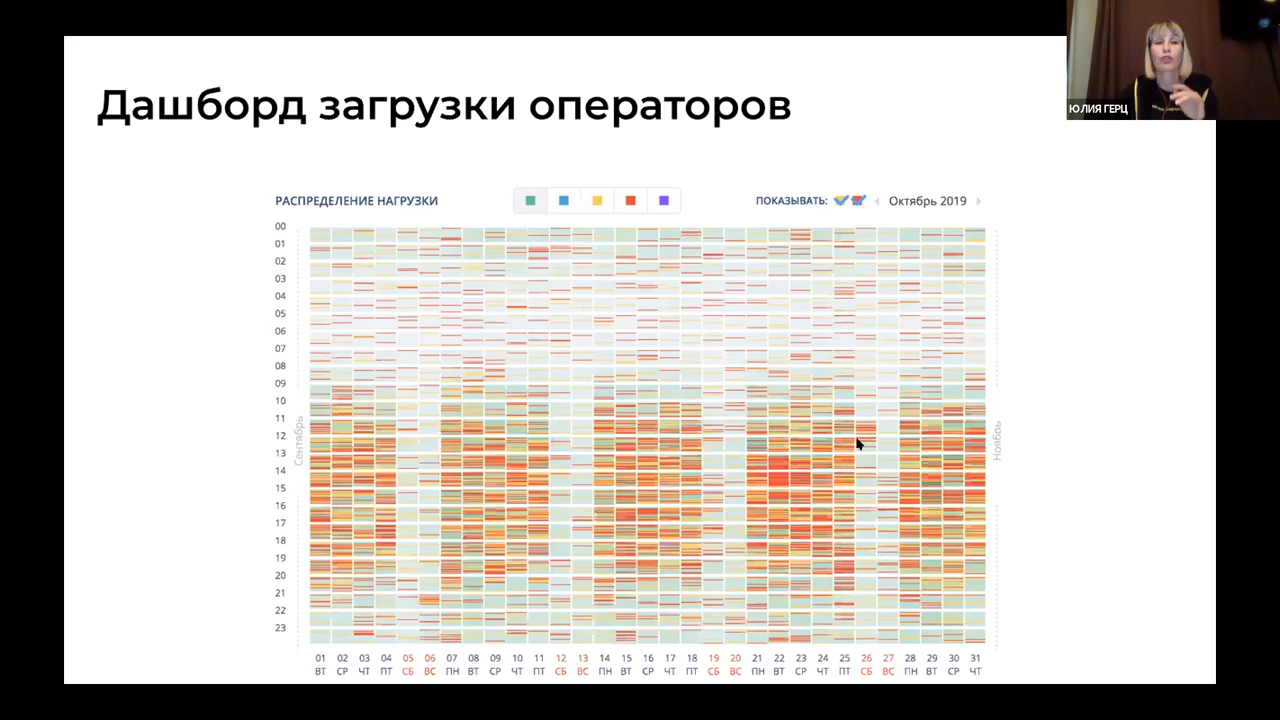 Дашборд загрузки операторов
ЮЛИЯ ГЕРЦ
РАСПРЕДЕЛЕНИЕ НАГРУЗКИ
ПОКАЗЫВАТЬ:
Октябрь 2019
00
01
02
03
04
05
06
07
08
09
10
11
12
13
14
15
16
17
18
19
20
21
22
23
Сентябрь
Ноябрь
01 02 03 04 05 06 07 08 09 10 11 12 13 14 15 16 17 18 19 20 21 22 23 24 25 26 27 28 29 30 31
ВТ СР ЧТ ПТ СБ ВС ПН ВТ СР ЧТ ПТ СБ ВС ПН ВТ СР ЧТ ПТ СБ ВС ПН ВТ СР ЧТ ПТ СБ ВС ПН ВТ СР ЧТ